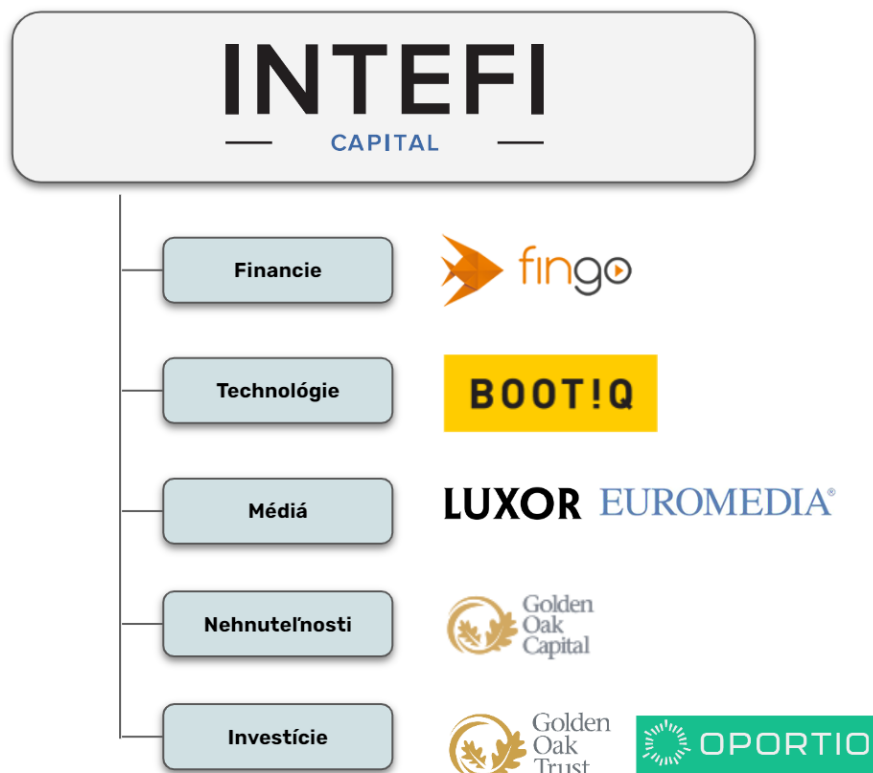 INTEFI
CAPITAL
Financie
fingo
Technológie
BOOT!Q
Médiá
LUXOR EUROMEDIA®
Nehnuteľnosti
Golden
Oak
Capital
Investície
Golden
Oak
Trust
OPORTIO